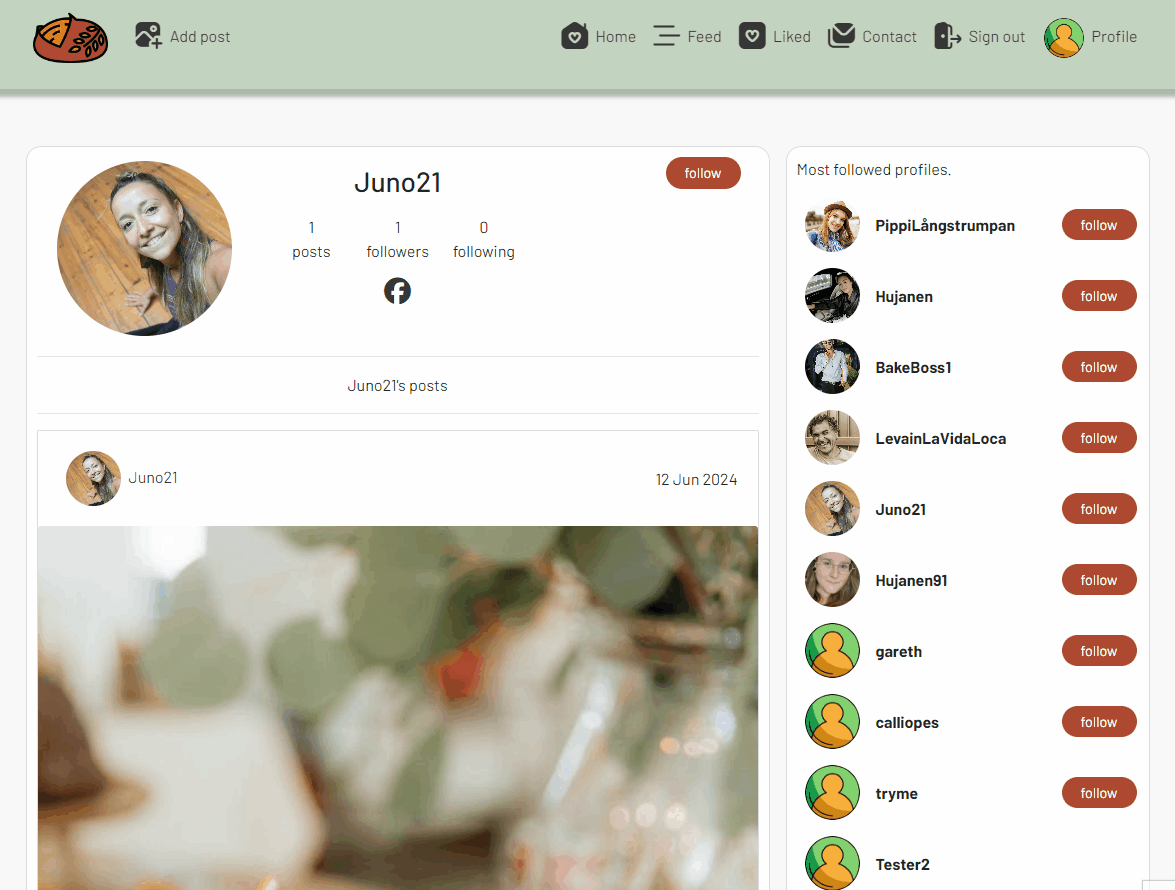 Add post
Home
Feed
Liked
Contact
Sign out
Profile
Juno21
follow
1 posts
1 followers
0 following
Juno21's posts
Juno21
12 Jun 2024
Most followed profiles.
PippiLångstrumpan follow
Hujanen follow
BakeBoss1 follow
LevainLaVidaLoca follow
Juno21 follow
Hujanen91 follow
gareth follow
calliopes follow
tryme follow
Tester2